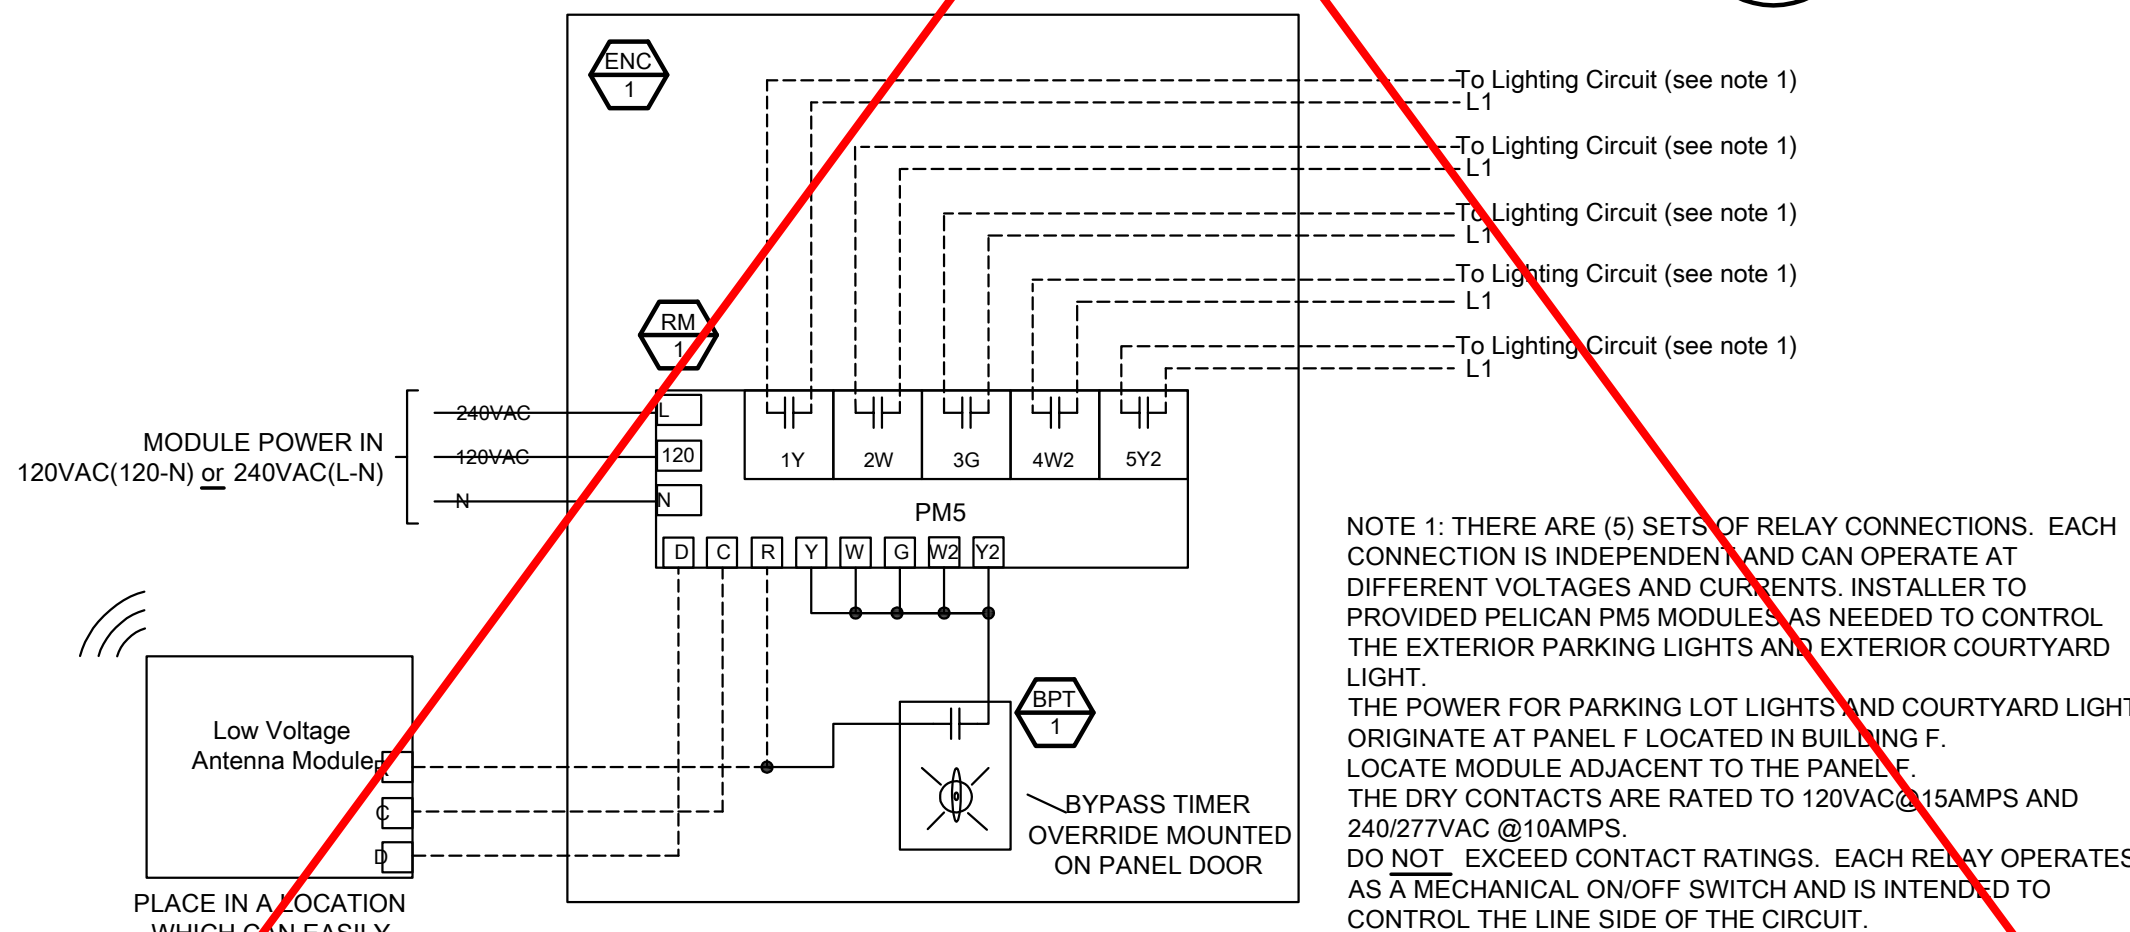 ENC
1
To Lighting Circuit (see note 1)
L1
To Lighting Circuit (see note 1)
L1
To Lighting Circuit (see note 1)
L1
To Lighting Circuit (see note 1)
L1
To Lighting Circuit (see note 1)
L1
RM
1
MODULE POWER IN
120VAC(120-N) or 240VAC(L-N)
240VAC
120VAC
N
L
120
N
1Y
2W
3G
4W2
5Y2
PM5
D
C
R
Y
W
G
W2
Y2
Low Voltage
Antenna Module
R
C
D
BPT
1
BYPASS TIMER
OVERRIDE MOUNTED
ON PANEL DOOR
PLACE IN A LOCATION
WHICH CAN EASILY
NOTE 1: THERE ARE (5) SETS OF RELAY CONNECTIONS. EACH
CONNECTION IS INDEPENDENT AND CAN OPERATE AT
DIFFERENT VOLTAGES AND CURRENTS. INSTALLER TO
PROVIDED PELICAN PM5 MODULES AS NEEDED TO CONTROL
THE EXTERIOR PARKING LIGHTS AND EXTERIOR COURTYARD
LIGHT.
THE POWER FOR PARKING LOT LIGHTS AND COURTYARD LIGHT
ORIGINATE AT PANEL F LOCATED IN BUILDING F.
LOCATE MODULE ADJACENT TO THE PANEL F.
THE DRY CONTACTS ARE RATED TO 120VAC@15AMPS AND
240/277VAC @10AMPS.
DO NOT EXCEED CONTACT RATINGS. EACH RELAY OPERATES
AS A MECHANICAL ON/OFF SWITCH AND IS INTENDED TO
CONTROL THE LINE SIDE OF THE CIRCUIT.